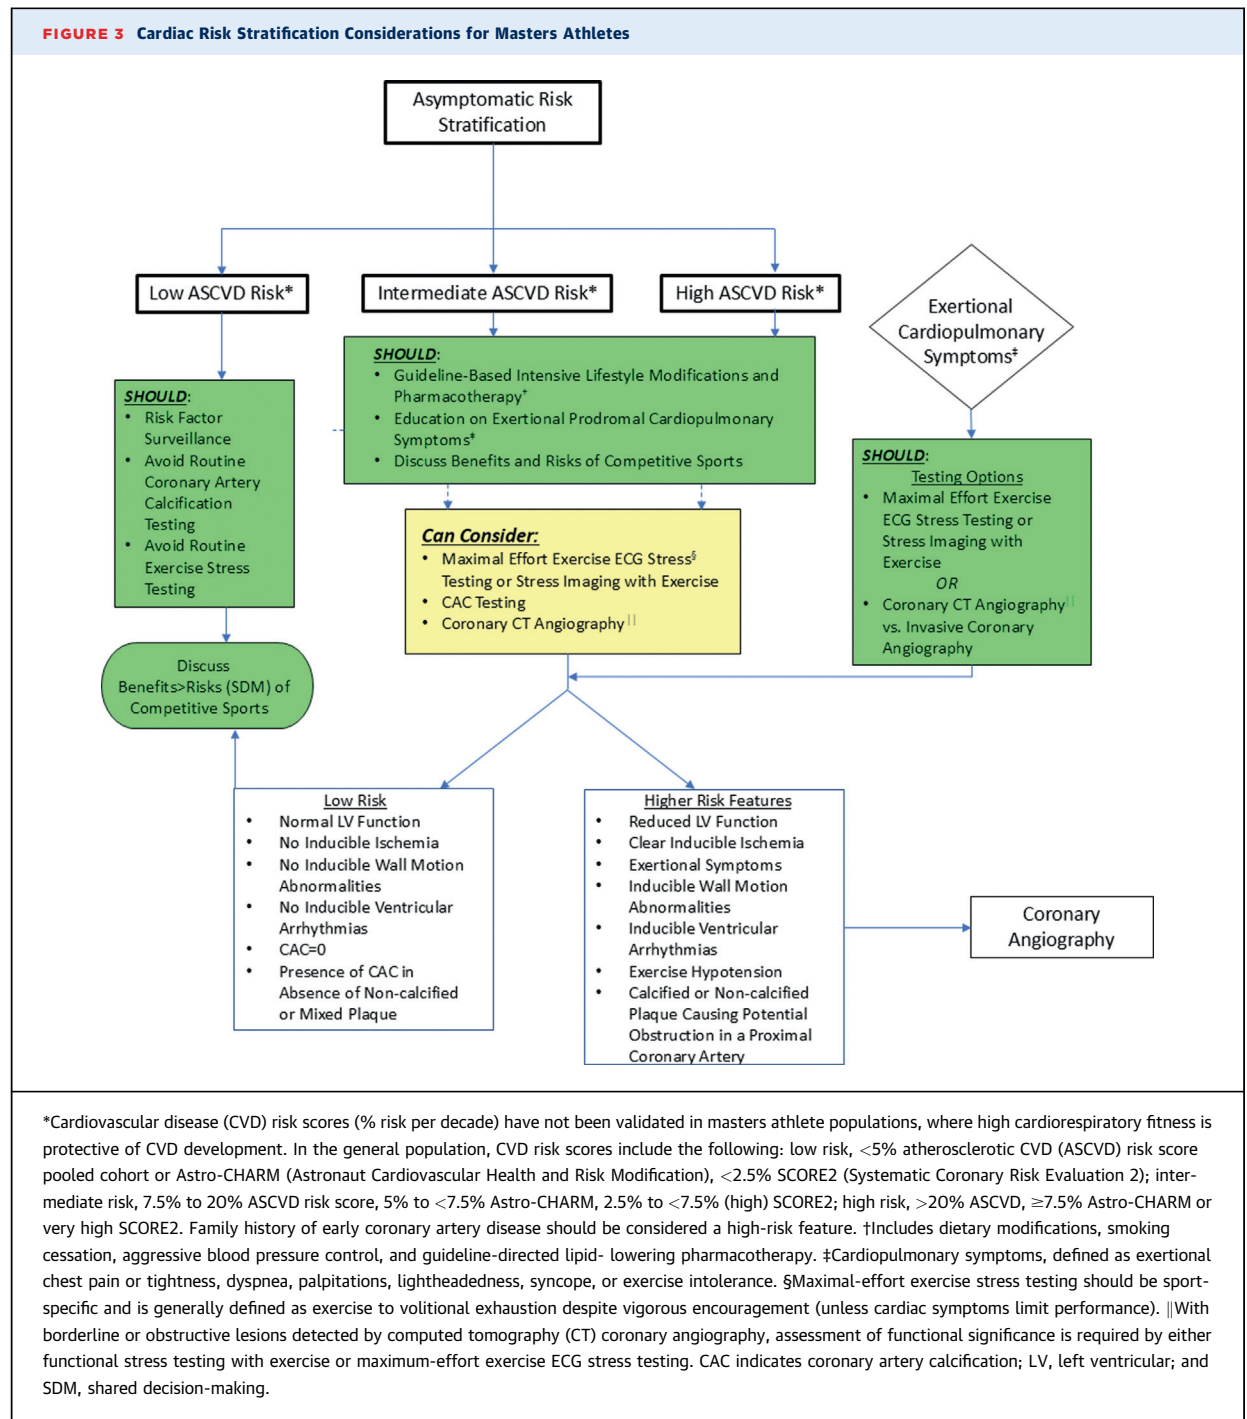 FIGURE 3 Cardiac Risk Stratification Considerations for Masters Athletes
Asymptomatic Risk
Stratification
Low ASCVD Risk*
Intermediate ASCVD Risk*
High ASCVD Risk*
Exertional
Cardiopulmonary
Symptoms‡
SHOULD:
• Risk Factor
Surveillance
• Avoid Routine
Coronary Artery
Calcification
Testing
• Avoid Routine
Exercise Stress
Testing
SHOULD:
• Guideline-Based Intensive Lifestyle Modifications and
Pharmacotherapy†
• Education on Exertional Prodromal Cardiopulmonary
Symptoms‡
• Discuss Benefits and Risks of Competitive Sports
SHOULD:
Testing Options
• Maximal Effort Exercise
ECG Stress Testing or
Stress Imaging with
Exercise
OR
• Coronary CT Angiography||
vs. Invasive Coronary
Angiography
Can Consider:
• Maximal Effort Exercise ECG Stress§
Testing or Stress Imaging with Exercise
• CAC Testing
• Coronary CT Angiography||
Discuss
Benefits>Risks (SDM) of
Competitive Sports
Low Risk
• Normal LV Function
• No Inducible Ischemia
• No Inducible Wall Motion
Abnormalities
• No Inducible Ventricular
Arrhythmias
• CAC=0
• Presence of CAC in
Absence of Non-calcified
or Mixed Plaque
Higher Risk Features
• Reduced LV Function
• Clear Inducible Ischemia
• Exertional Symptoms
• Inducible Wall Motion
Abnormalities
• Inducible Ventricular
Arrhythmias
• Exercise Hypotension
• Calcified or Non-calcified
Plaque Causing Potential
Obstruction in a Proximal
Coronary Artery
Coronary
Angiography
*Cardiovascular disease (CVD) risk scores (% risk per decade) have not been validated in masters athlete populations, where high cardiorespiratory fitness is
protective of CVD development. In the general population, CVD risk scores include the following: low risk, <5% atherosclerotic CVD (ASCVD) risk score
pooled cohort or Astro-CHARM (Astronaut Cardiovascular Health and Risk Modification), <2.5% SCORE2 (Systematic Coronary Risk Evaluation 2); inter-
mediate risk, 7.5% to 20% ASCVD risk score, 5% to <7.5% Astro-CHARM, 2.5% to <7.5% (high) SCORE2; high risk, >20% ASCVD, ≥7.5% Astro-CHARM or
very high SCORE2. Family history of early coronary artery disease should be considered a high-risk feature. †Includes dietary modifications, smoking
cessation, aggressive blood pressure control, and guideline-directed lipid- lowering pharmacotherapy. ‡Cardiopulmonary symptoms, defined as exertional
chest pain or tightness, dyspnea, palpitations, lightheadedness, syncope, or exercise intolerance. §Maximal-effort exercise stress testing should be sport-
specific and is generally defined as exercise to volitional exhaustion despite vigorous encouragement (unless cardiac symptoms limit performance). ||With
borderline or obstructive lesions detected by computed tomography (CT) coronary angiography, assessment of functional significance is required by either
functional stress testing with exercise or maximum-effort exercise ECG stress testing. CAC indicates coronary artery calcification; LV, left ventricular; and
SDM, shared decision-making.